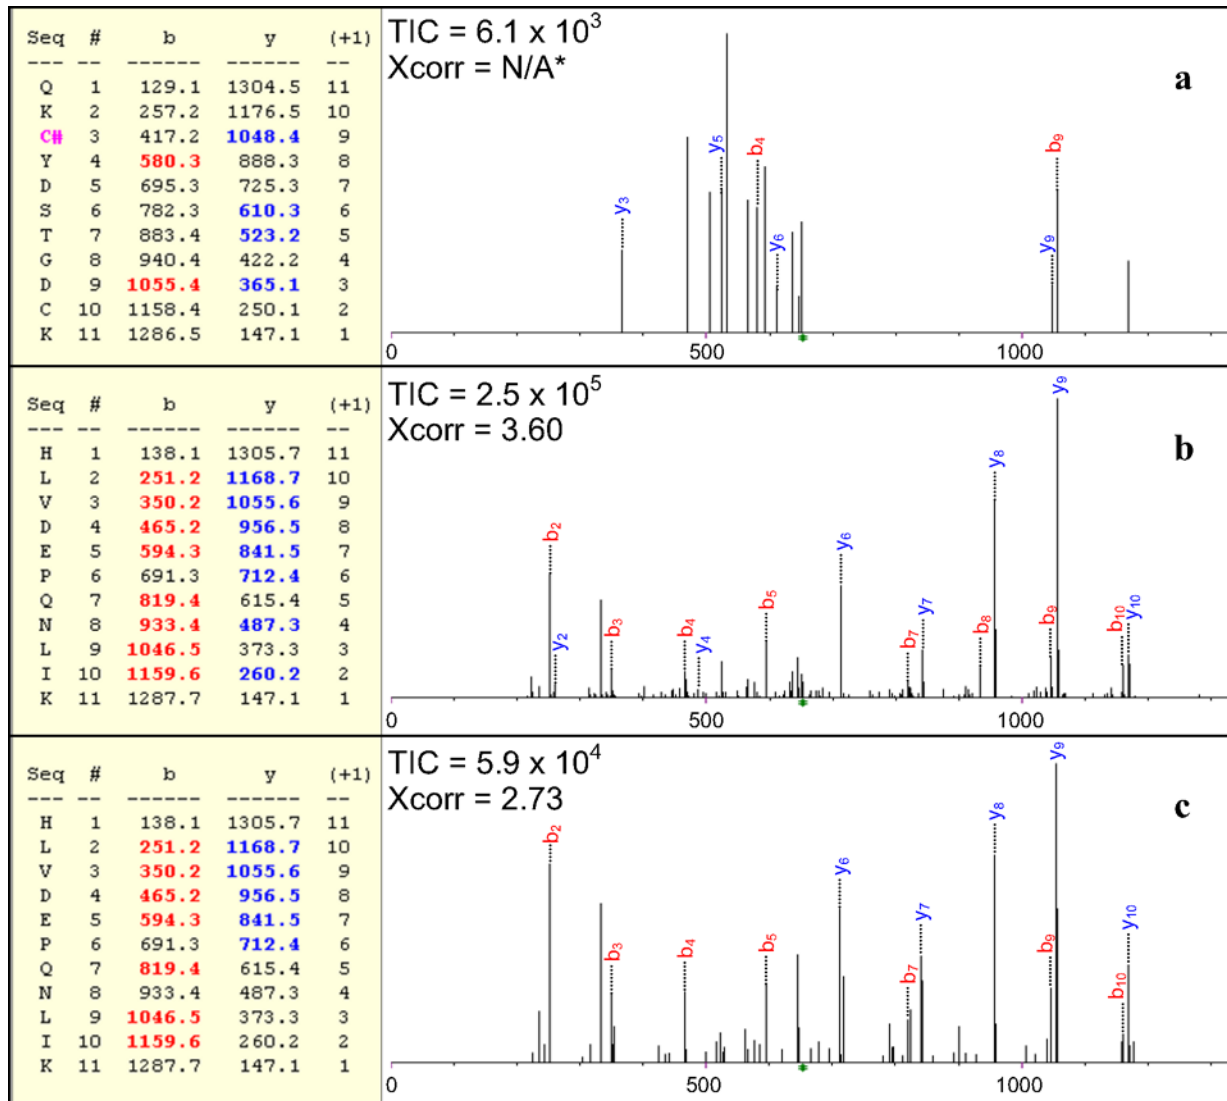 Seq # b y (+1)
--- -- ------ ------ --
Q 1 129.1 1304.5 11
K 2 257.2 1176.5 10
C# 3 417.2 1048.4 9
Y 4 580.3 888.3 8
D 5 695.3 725.3 7
S 6 782.3 610.3 6
T 7 883.4 523.2 5
G 8 940.4 422.2 4
D 9 1055.4 365.1 3
C 10 1158.4 250.1 2
K 11 1286.5 147.1 1
TIC = 6.1 x 10³
Xcorr = N/A*
a
y₃
y₅
b₄
y₆
y₉
b₉
0 500 1000
Seq # b y (+1)
--- -- ------ ------ --
H 1 138.1 1305.7 11
L 2 251.2 1168.7 10
V 3 350.2 1055.6 9
D 4 465.2 956.5 8
E 5 594.3 841.5 7
P 6 691.3 712.4 6
Q 7 819.4 615.4 5
N 8 933.4 487.3 4
L 9 1046.5 373.3 3
I 10 1159.6 260.2 2
K 11 1287.7 147.1 1
TIC = 2.5 x 10⁵
Xcorr = 3.60
b
b₂
y₂
b₃
b₄
y₄
b₅
y₆
b₇
y₇
b₈
y₈
b₉
y₉
b₁₀
y₁₀
0 500 1000
Seq # b y (+1)
--- -- ------ ------ --
H 1 138.1 1305.7 11
L 2 251.2 1168.7 10
V 3 350.2 1055.6 9
D 4 465.2 956.5 8
E 5 594.3 841.5 7
P 6 691.3 712.4 6
Q 7 819.4 615.4 5
N 8 933.4 487.3 4
L 9 1046.5 373.3 3
I 10 1159.6 260.2 2
K 11 1287.7 147.1 1
TIC = 5.9 x 10⁴
Xcorr = 2.73
c
b₂
b₃
b₄
b₅
y₆
b₇
y₇
y₈
b₉
y₉
b₁₀
y₁₀
0 500 1000